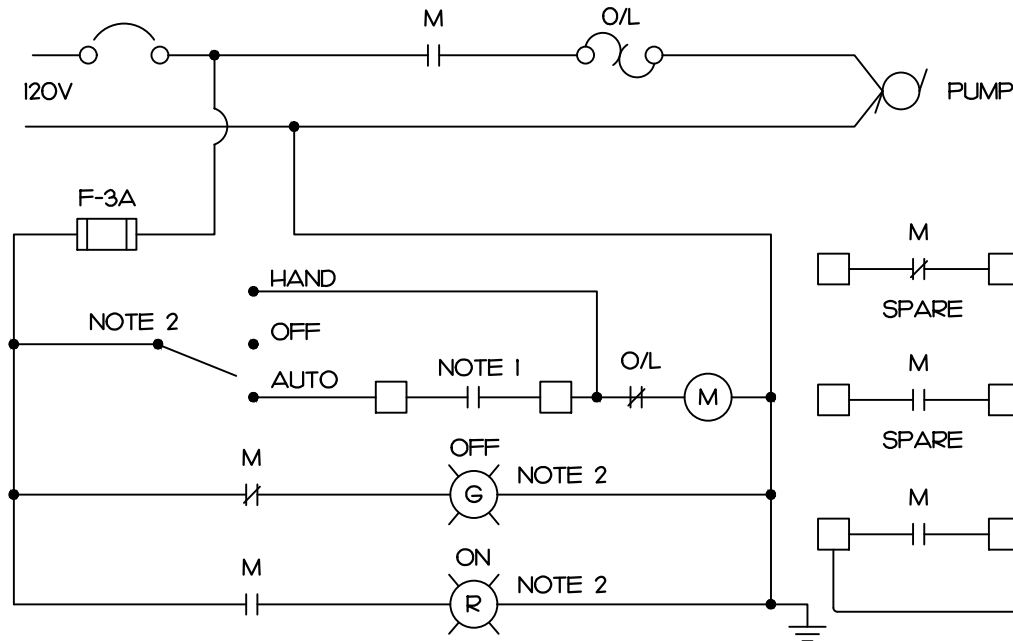 M
O/L
120V
PUMP
F-3A
M
HAND
SPARE
NOTE 2
OFF
AUTO
NOTE 1
O/L
M
M
SPARE
M
OFF
G
NOTE 2
M
M
ON
R
NOTE 2